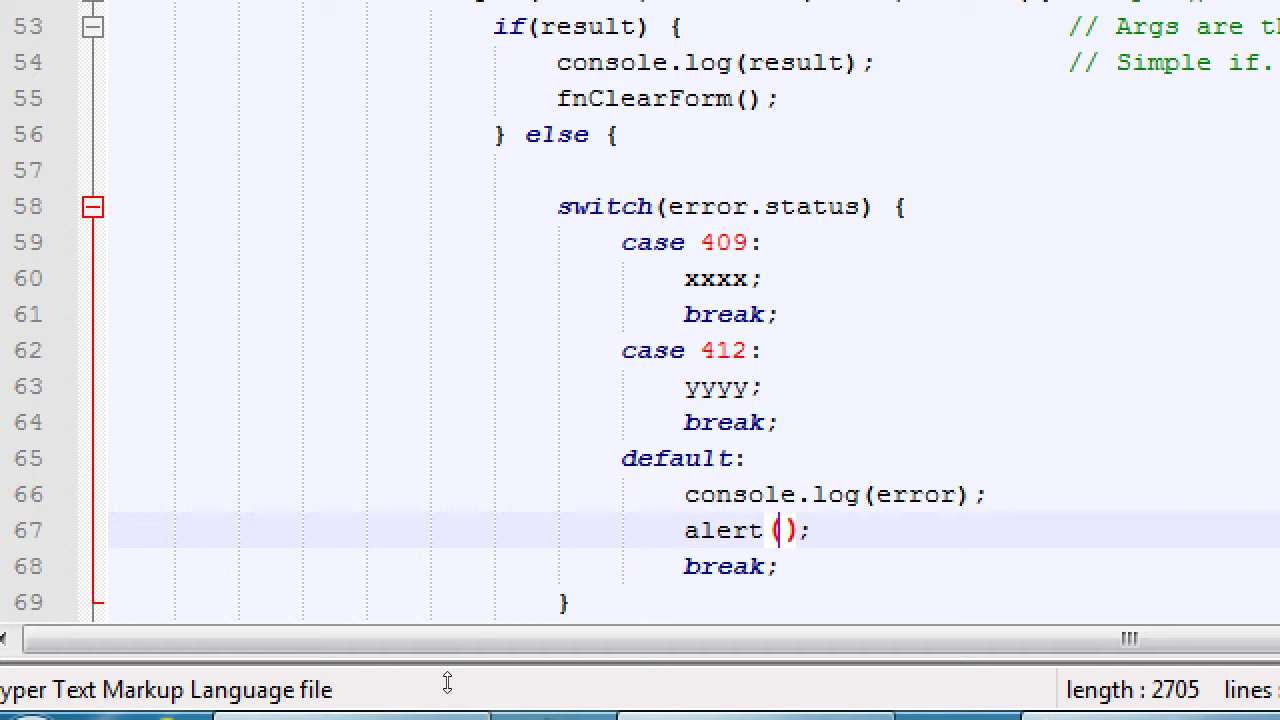 53 if(result) { // Args are
54 console.log(result); // Simple if.
55 fnClearForm();
56 } else {
57
58 switch(error.status) {
59 case 409:
60 xxxx;
61 break;
62 case 412:
63 yyyy;
64 break;
65 default:
66 console.log(error);
67 alert();
68 break;
69 }
yper Text Markup Language file length : 2705 lines :